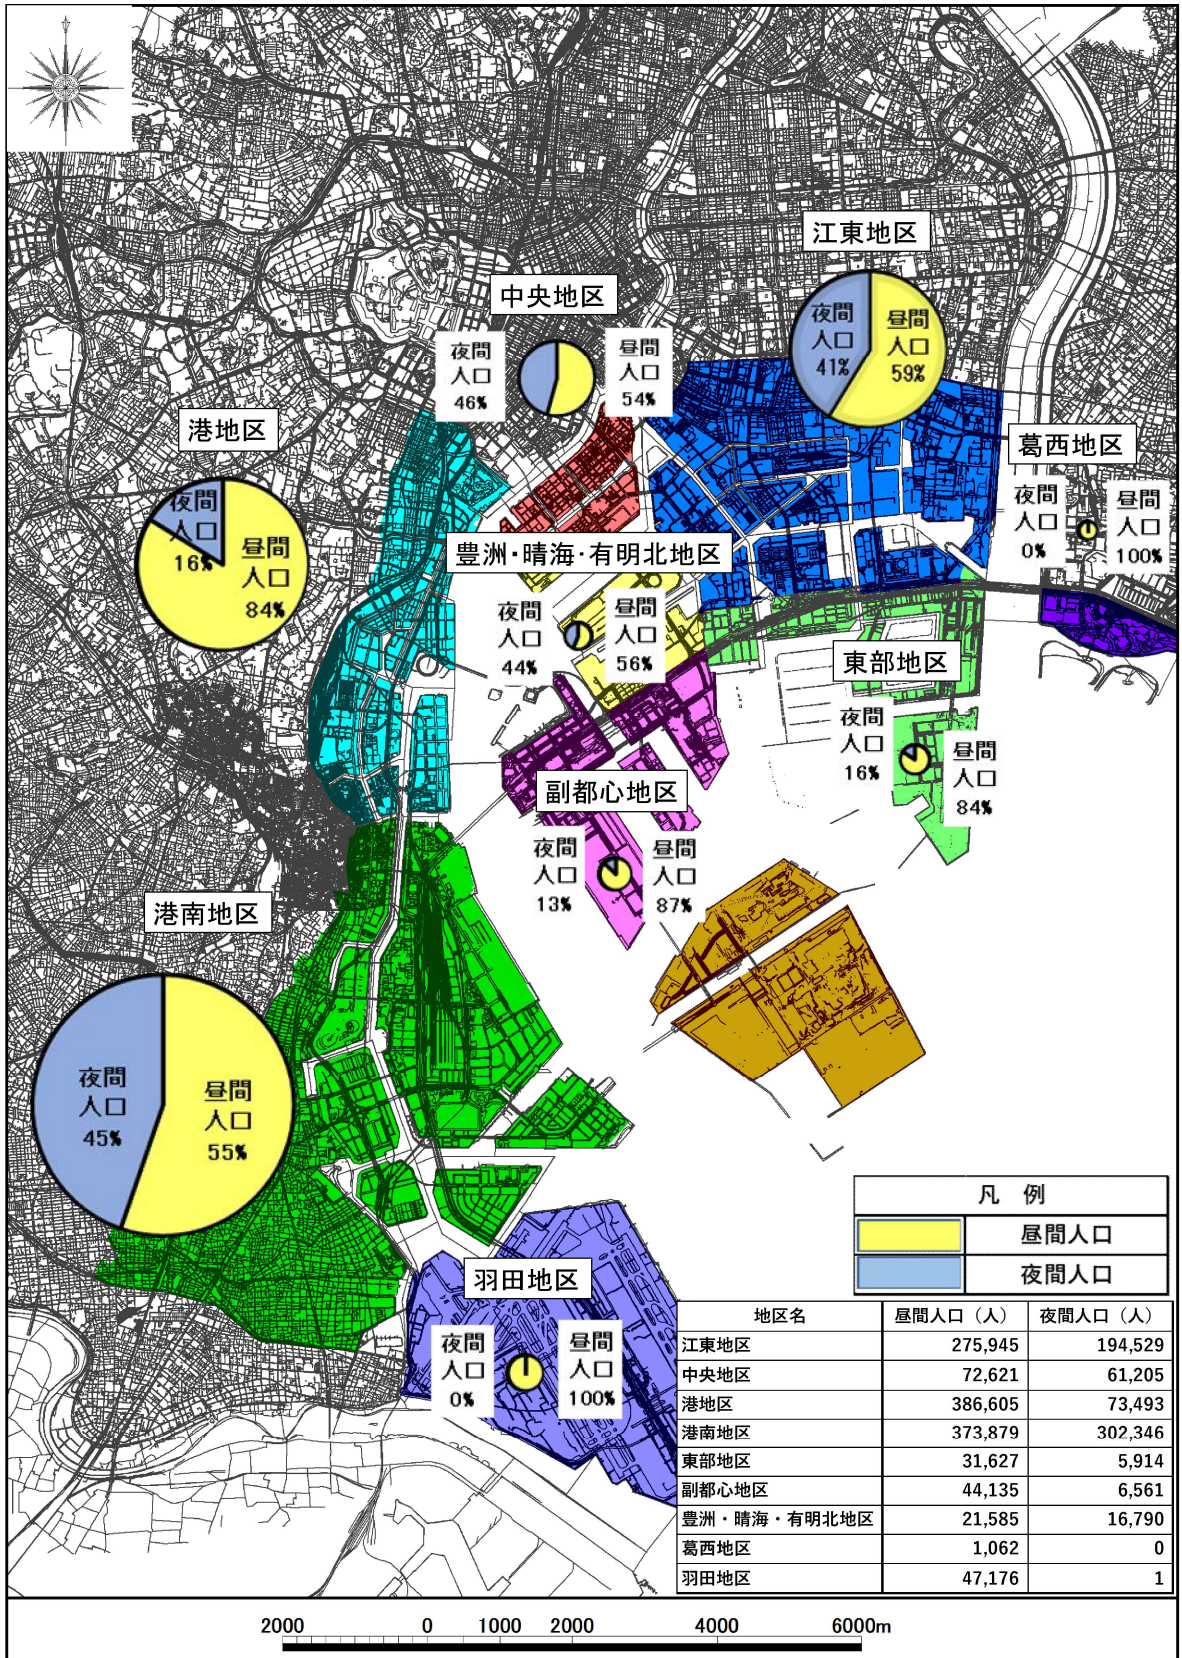 江東地区
夜間
人口
41%
昼間
人口
59%
中央地区
夜間
人口
46%
昼間
人口
54%
港地区
夜間
人口
16%
昼間
人口
84%
葛西地区
夜間
人口
0%
昼間
人口
100%
豊洲・晴海・有明北地区
夜間
人口
44%
昼間
人口
56%
東部地区
夜間
人口
16%
昼間
人口
84%
副都心地区
夜間
人口
13%
昼間
人口
87%
港南地区
夜間
人口
45%
昼間
人口
55%
羽田地区
夜間
人口
0%
昼間
人口
100%
凡 例
昼間人口
夜間人口
地区名 昼間人口（人） 夜間人口（人）
江東地区 275,945 194,529
中央地区 72,621 61,205
港地区 386,605 73,493
港南地区 373,879 302,346
東部地区 31,627 5,914
副都心地区 44,135 6,561
豊洲・晴海・有明北地区 21,585 16,790
葛西地区 1,062 0
羽田地区 47,176 1
2000 0 1000 2000 4000 6000m